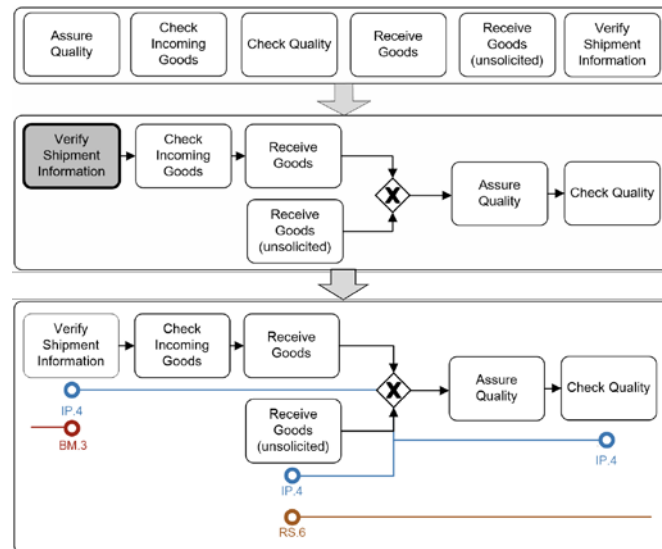 Assure
Quality
Check
Incoming
Goods
Check Quality
Receive
Goods
Receive
Goods
(unsolicited)
Verify
Shipment
Information
Verify
Shipment
Information
Check
Incoming
Goods
Receive
Goods
X
Receive
Goods
(unsolicited)
Assure
Quality
Check Quality
Verify
Shipment
Information
Check
Incoming
Goods
Receive
Goods
X
Assure
Quality
Check Quality
IP.4
BM.3
Receive
Goods
(unsolicited)
IP.4
IP.4
RS.6